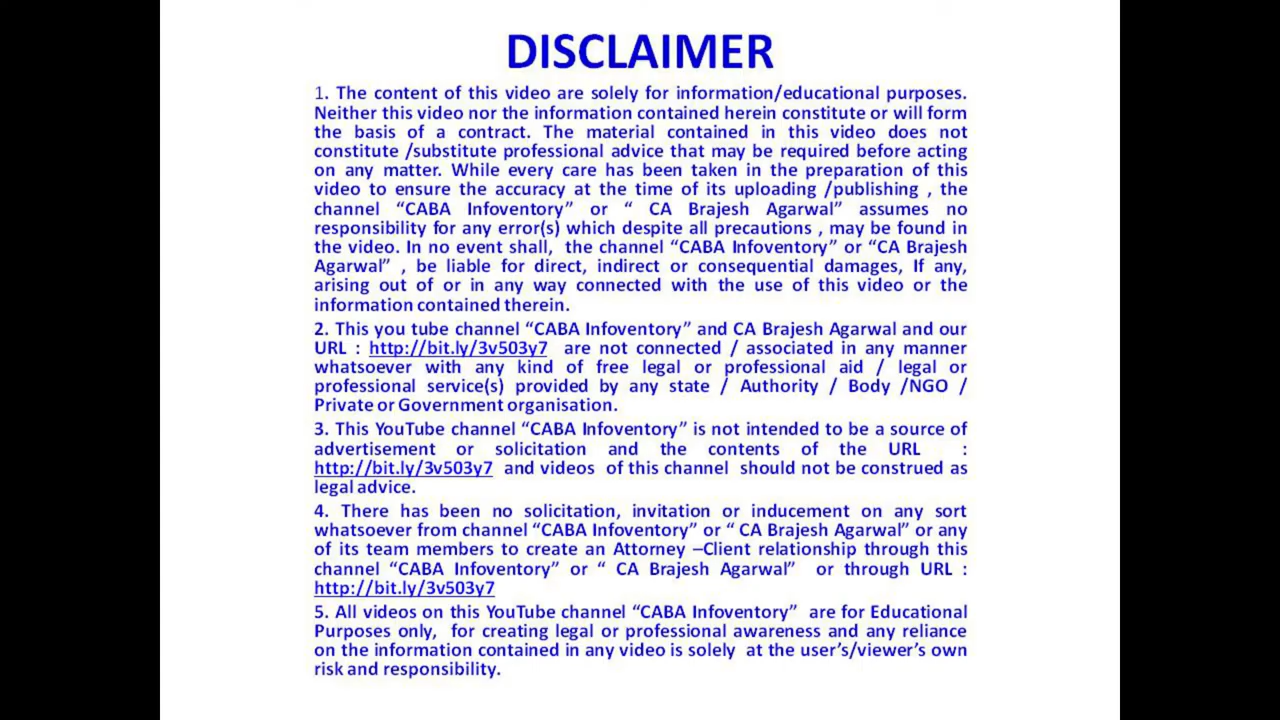 DISCLAIMER
1. The content of this video are solely for information/educational purposes.
Neither this video nor the information contained herein constitute or will form
the basis of a contract. The material contained in this video does not
constitute /substitute professional advice that may be required before acting
on any matter. While every care has been taken in the preparation of this
video to ensure the accuracy at the time of its uploading /publishing , the
channel “CABA Infoventory” or “ CA Brajesh Agarwal” assumes no
responsibility for any error(s) which despite all precautions , may be found in
the video. In no event shall, the channel “CABA Infoventory” or “CA Brajesh
Agarwal” , be liable for direct, indirect or consequential damages, If any,
arising out of or in any way connected with the use of this video or the
information contained therein.
2. This you tube channel “CABA Infoventory” and CA Brajesh Agarwal and our
URL : http://bit.ly/3v503y7 are not connected / associated in any manner
whatsoever with any kind of free legal or professional aid / legal or
professional service(s) provided by any state / Authority / Body /NGO /
Private or Government organisation.
3. This YouTube channel “CABA Infoventory” is not intended to be a source of
advertisement or solicitation and the contents of the URL :
http://bit.ly/3v503y7 and videos of this channel should not be construed as
legal advice.
4. There has been no solicitation, invitation or inducement on any sort
whatsoever from channel “CABA Infoventory” or “ CA Brajesh Agarwal” or any
of its team members to create an Attorney –Client relationship through this
channel “CABA Infoventory” or “ CA Brajesh Agarwal” or through URL :
http://bit.ly/3v503y7
5. All videos on this YouTube channel “CABA Infoventory” are for Educational
Purposes only, for creating legal or professional awareness and any reliance
on the information contained in any video is solely at the user’s/viewer’s own
risk and responsibility.